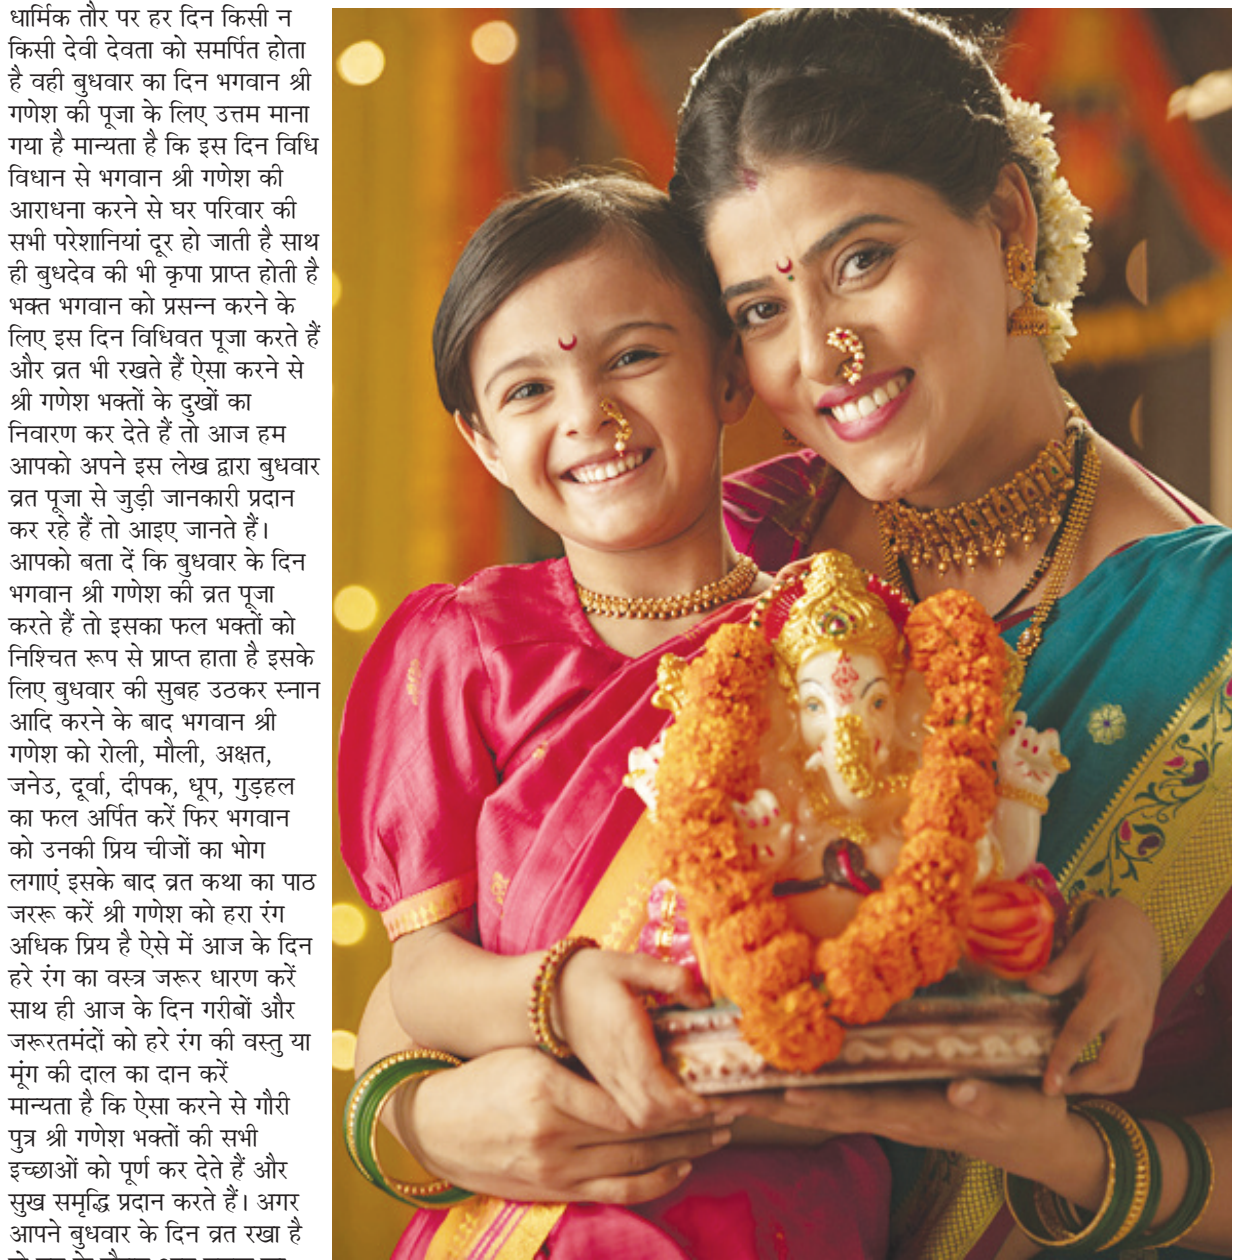 धार्मिक तौर पर हर दिन किसी न
किसी देवी देवता को समर्पित होता
है वही बुधवार का दिन भगवान श्री
गणेश की पूजा के लिए उत्तम माना
गया है मान्यता है कि इस दिन विधि
विधान से भगवान श्री गणेश की
आराधना करने से घर परिवार की
सभी परेशानियां दूर हो जाती है साथ
ही बुधदेव की भी कृपा प्राप्त होती है
भक्त भगवान को प्रसन्न करने के
लिए इस दिन विधिवत पूजा करते हैं
और व्रत भी रखते हैं ऐसा करने से
श्री गणेश भक्तों के दुखों का
निवारण कर देते हैं तो आज हम
आपको अपने इस लेख द्वारा बुधवार
व्रत पूजा से जुड़ी जानकारी प्रदान
कर रहे हैं तो आइए जानते हैं।
आपको बता दें कि बुधवार के दिन
भगवान श्री गणेश की व्रत पूजा
करते हैं तो इसका फल भक्तों को
निश्चित रूप से प्राप्त हाता है इसके
लिए बुधवार की सुबह उठकर स्नान
आदि करने के बाद भगवान श्री
गणेश को रोली, मौली, अक्षत,
जनेउ, दूर्वा, दीपक, धूप, गुड़हल
का फल अर्पित करें फिर भगवान
को उनकी प्रिय चीजों का भोग
लगाएं इसके बाद व्रत कथा का पाठ
जररू करें श्री गणेश को हरा रंग
अधिक प्रिय है ऐसे में आज के दिन
हरे रंग का वस्त्र जरूर धारण करें
साथ ही आज के दिन गरीबों और
जरूरतमंदों को हरे रंग की वस्तु या
मूंग की दाल का दान करें
मान्यता है कि ऐसा करने से गौरी
पुत्र श्री गणेश भक्तों की सभी
इच्छाओं को पूर्ण कर देते हैं और
सुख समृद्धि प्रदान करते हैं। अगर
आपने बुधवार के दिन व्रत रखा है